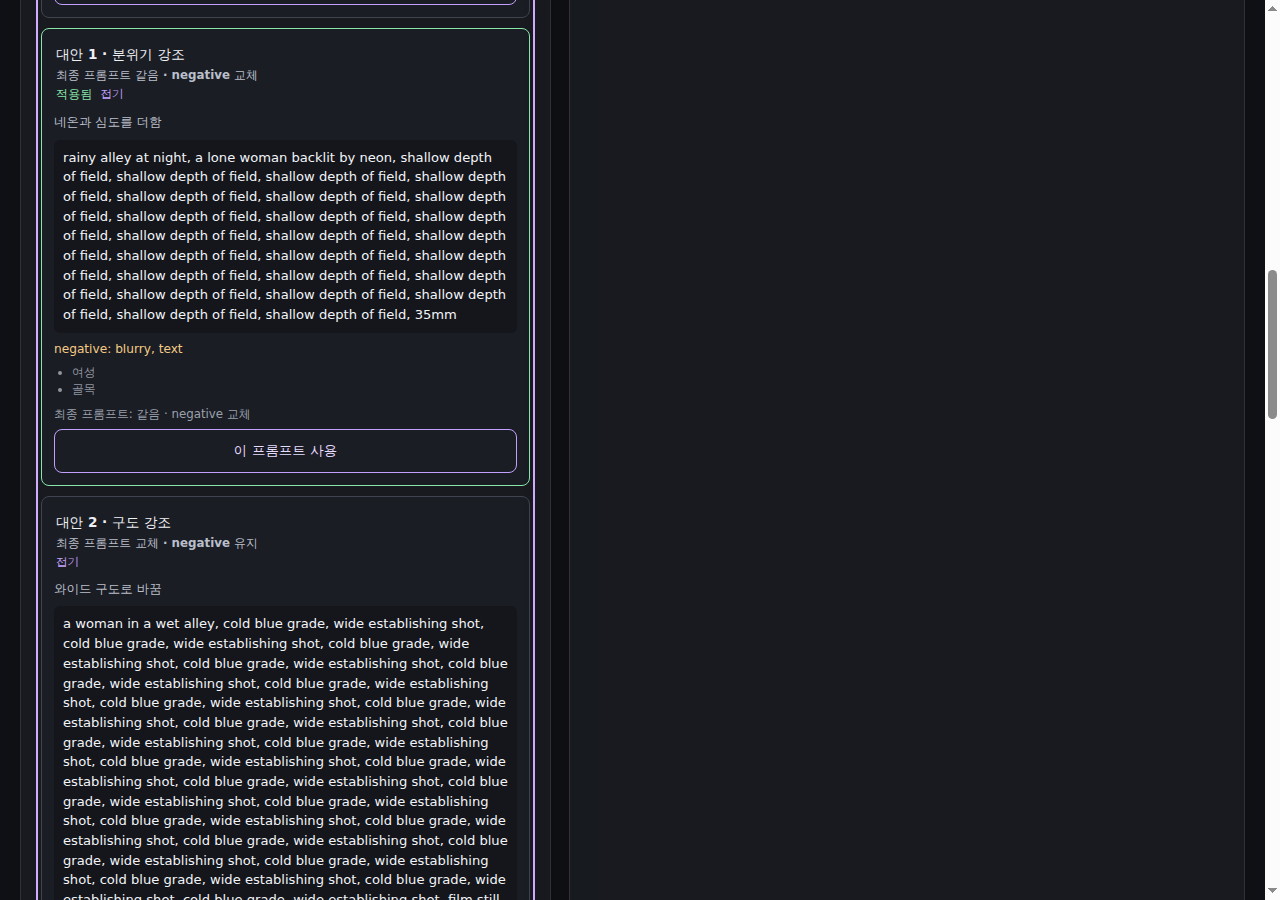 대안 1 · 분위기 강조
최종 프롬프트 같음 · negative 교체
적용됨 접기
네온과 심도를 더함
rainy alley at night, a lone woman backlit by neon, shallow depth
of field, shallow depth of field, shallow depth of field, shallow depth
of field, shallow depth of field, shallow depth of field, shallow depth
of field, shallow depth of field, shallow depth of field, shallow depth
of field, shallow depth of field, shallow depth of field, shallow depth
of field, shallow depth of field, shallow depth of field, shallow depth
of field, shallow depth of field, shallow depth of field, shallow depth
of field, shallow depth of field, shallow depth of field, shallow depth
of field, shallow depth of field, shallow depth of field, 35mm
negative: blurry, text
• 여성
• 골목
최종 프롬프트: 같음 · negative 교체
이 프롬프트 사용
대안 2 · 구도 강조
최종 프롬프트 교체 · negative 유지
접기
와이드 구도로 바꿈
a woman in a wet alley, cold blue grade, wide establishing shot,
cold blue grade, wide establishing shot, cold blue grade, wide
establishing shot, cold blue grade, wide establishing shot, cold blue
grade, wide establishing shot, cold blue grade, wide establishing
shot, cold blue grade, wide establishing shot, cold blue grade, wide
establishing shot, cold blue grade, wide establishing shot, cold blue
grade, wide establishing shot, cold blue grade, wide establishing
shot, cold blue grade, wide establishing shot, cold blue grade, wide
establishing shot, cold blue grade, wide establishing shot, cold blue
grade, wide establishing shot, cold blue grade, wide establishing
shot, cold blue grade, wide establishing shot, cold blue grade, wide
establishing shot, cold blue grade, wide establishing shot, cold blue
grade, wide establishing shot, cold blue grade, wide establishing
shot, cold blue grade, wide establishing shot, cold blue grade, wide
establishing shot, cold blue grade, wide establishing shot, film still